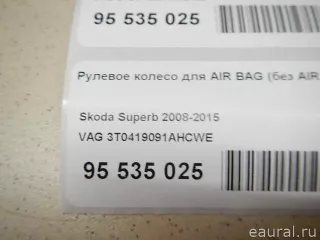 95 535 025
Рулевое колесо для AIR BAG (без AIR
Skoda Superb 2008-2015
VAG 3T0419091AHCWE
95 535 025
eaural.ru